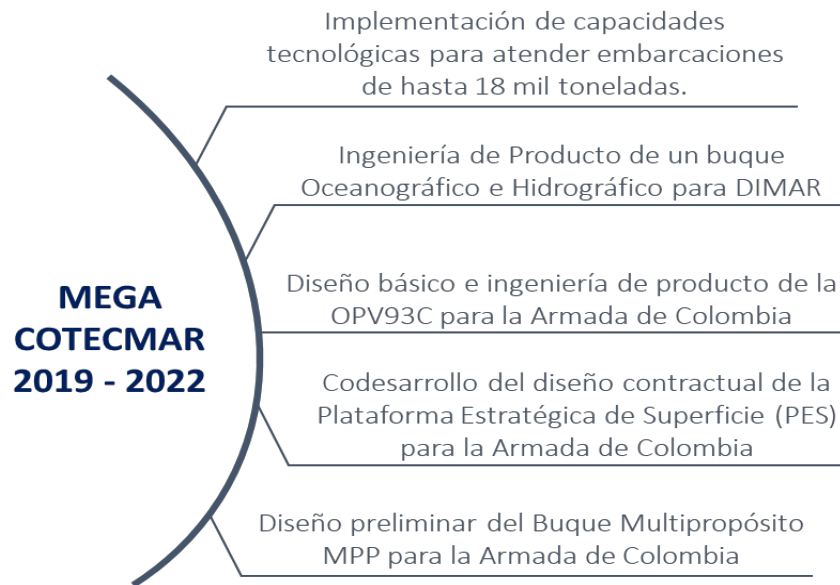 Implementación de capacidades
tecnológicas para atender embarcaciones
de hasta 18 mil toneladas.
Ingeniería de Producto de un buque
Oceanográfico e Hidrográfico para DIMAR
MEGA
COTECMAR
2019 - 2022
Diseño básico e ingeniería de producto de la
OPV93C para la Armada de Colombia
Codesarrollo del diseño contractual de la
Plataforma Estratégica de Superficie (PES)
para la Armada de Colombia
Diseño preliminar del Buque Multipropósito
MPP para la Armada de Colombia